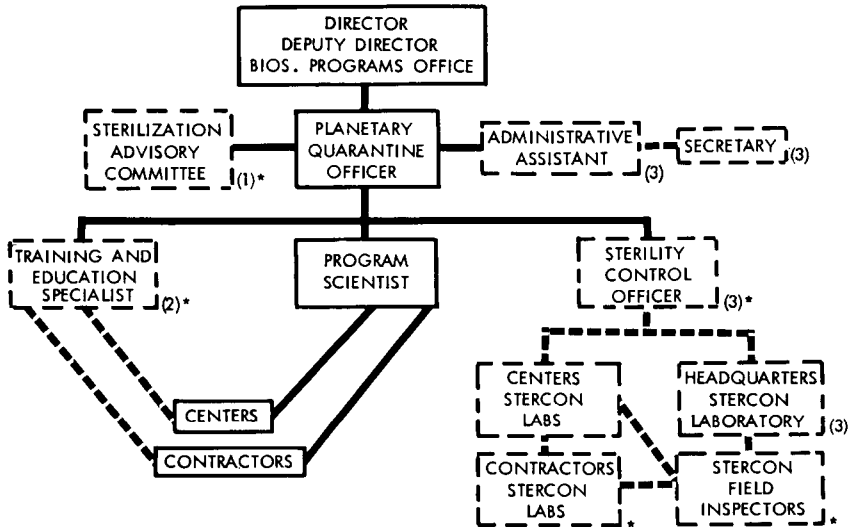 DIRECTOR
DEPUTY DIRECTOR
BIOS. PROGRAMS OFFICE
STERILIZATION
ADVISORY
COMMITTEE
(1)*
PLANETARY
QUARANTINE
OFFICER
ADMINISTRATIVE
ASSISTANT
(3)
SECRETARY
(3)
TRAINING AND
EDUCATION
SPECIALIST
(2)*
PROGRAM
SCIENTIST
STERILITY
CONTROL
OFFICER
(3)*
CENTERS
CONTRACTORS
CENTERS
STERCON
LABS
HEADQUARTERS
STERCON
LABORATORY
(3)
CONTRACTORS
STERCON
LABS
*
STERCON
FIELD
INSPECTORS
*